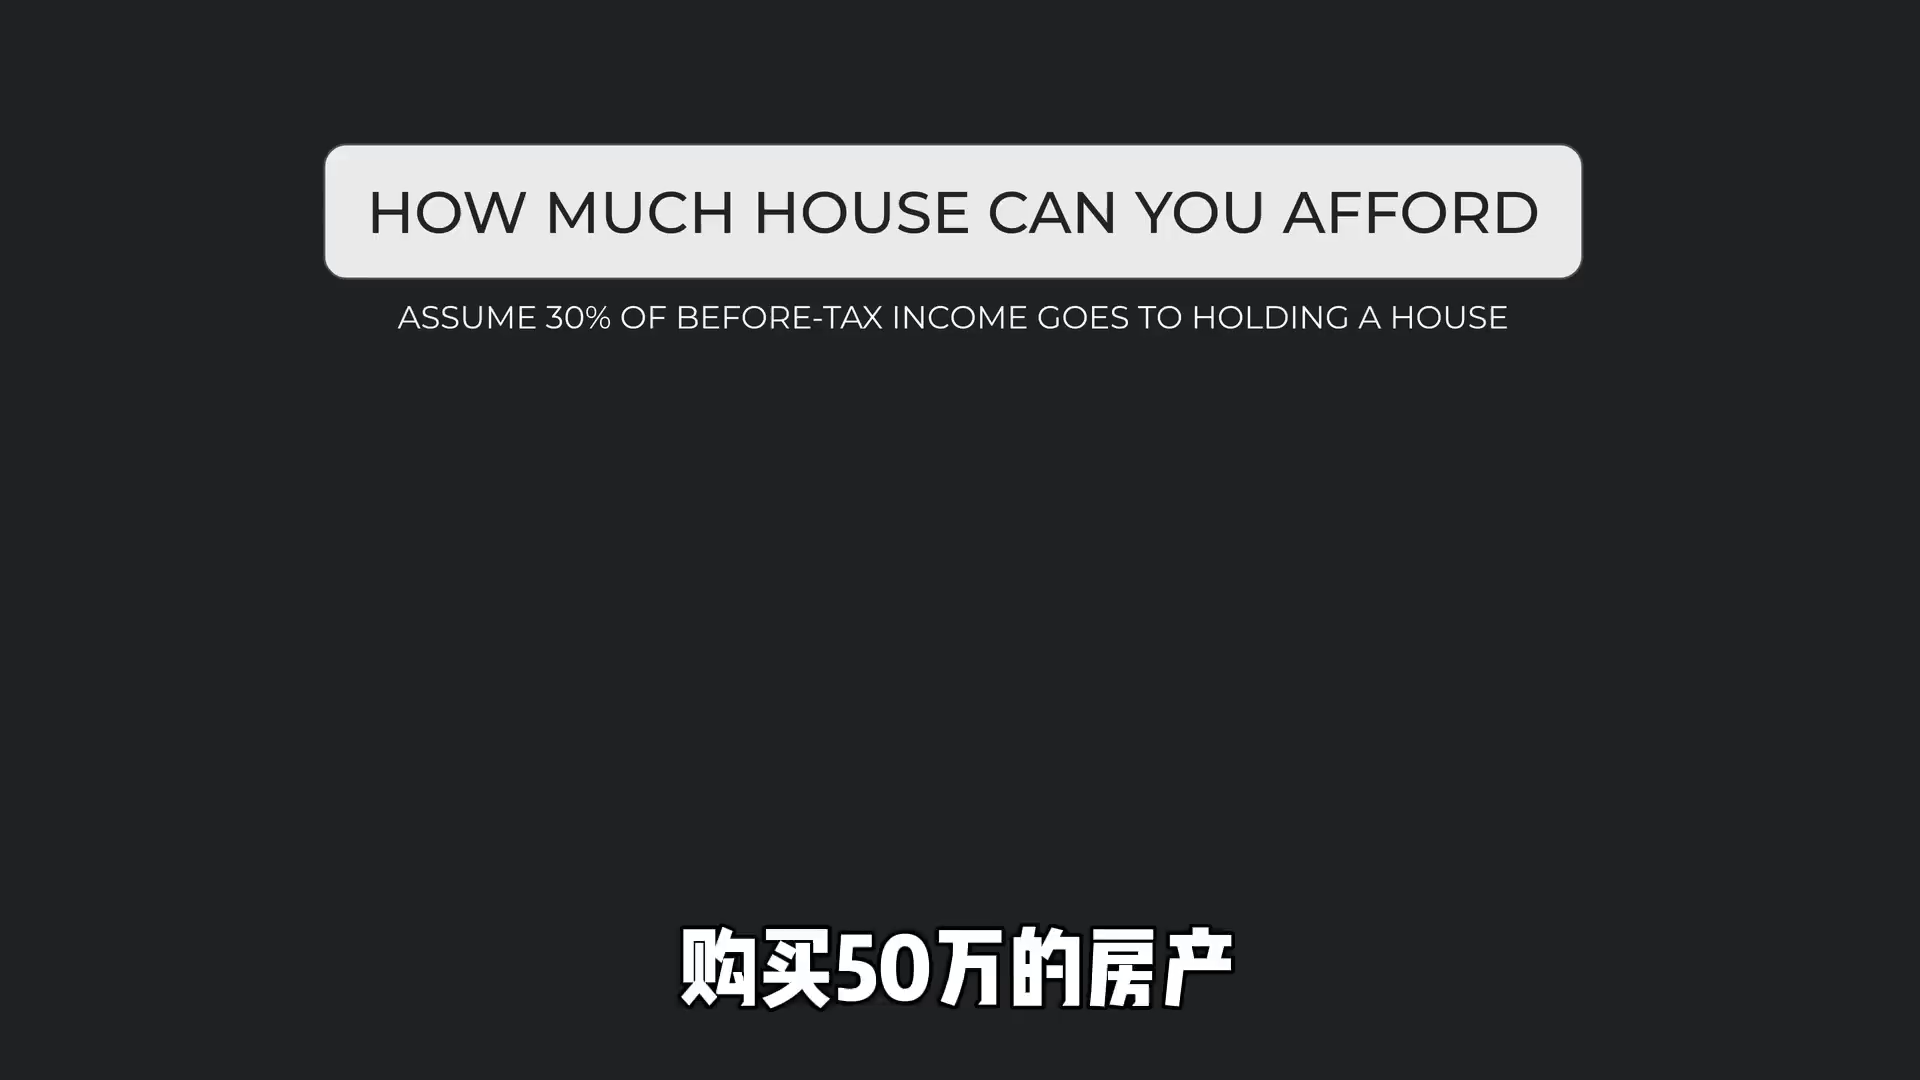 HOW MUCH HOUSE CAN YOU AFFORD
ASSUME 30% OF BEFORE-TAX INCOME GOES TO HOLDING A HOUSE
购买50万的房产